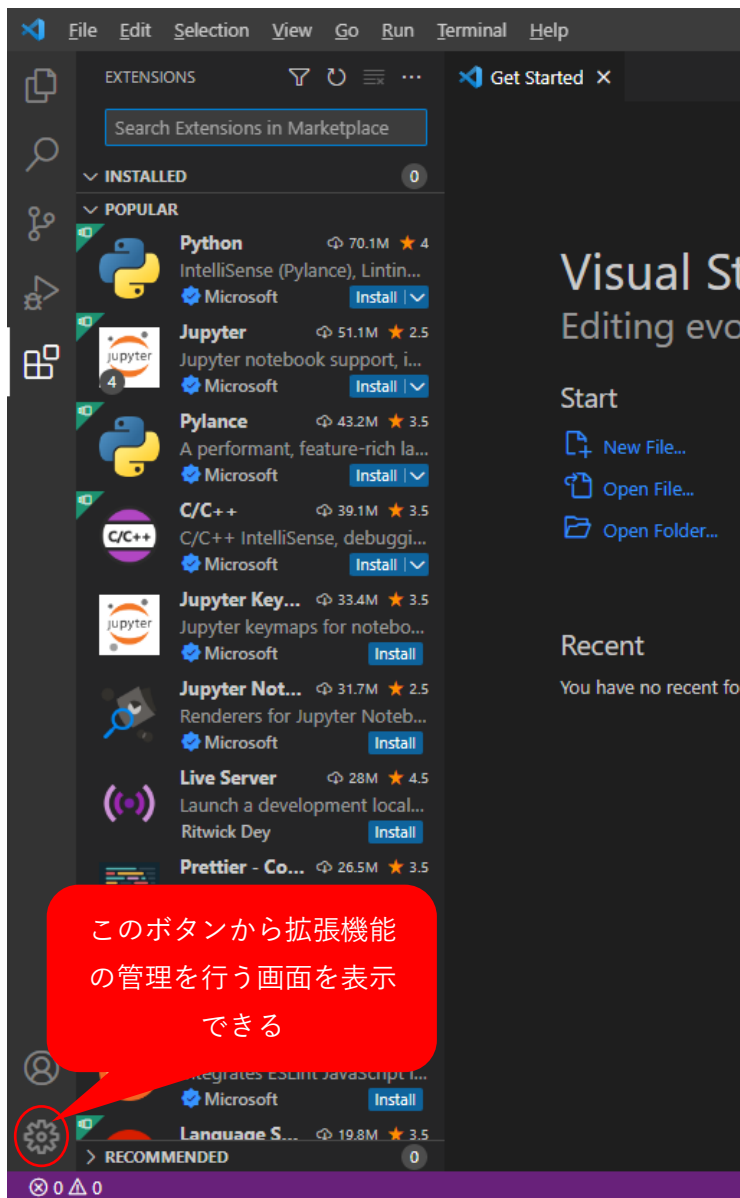 File Edit Selection View Go Run Terminal Help
EXTENSIONS
Get Started
Search Extensions in Marketplace
INSTALLED 0
POPULAR
Python 70.1M 4
IntelliSense (Pylance), Lintin...
Microsoft Install
Jupyter 51.1M 2.5
Jupyter notebook support, i...
Microsoft Install
jupyter
4
Pylance 43.2M 3.5
A performant, feature-rich la...
Microsoft Install
C/C++ 39.1M 3.5
C/C++ IntelliSense, debuggi...
Microsoft Install
C/C++
Jupyter Key... 33.4M 3.5
Jupyter keymaps for notebo...
Microsoft Install
jupyter
Jupyter Not... 31.7M 2.5
Renderers for Jupyter Noteb...
Microsoft Install
Live Server 28M 4.5
Launch a development local...
Ritwick Dey Install
Prettier - Co... 26.5M 3.5
このボタンから拡張機能
の管理を行う画面を表示
できる
Integrates ESLint JavaScript i...
Microsoft Install
Language S... 19.8M 3.5
RECOMMENDED 0
0 0
Visual St
Editing evo
Start
New File...
Open File...
Open Folder...
Recent
You have no recent fo